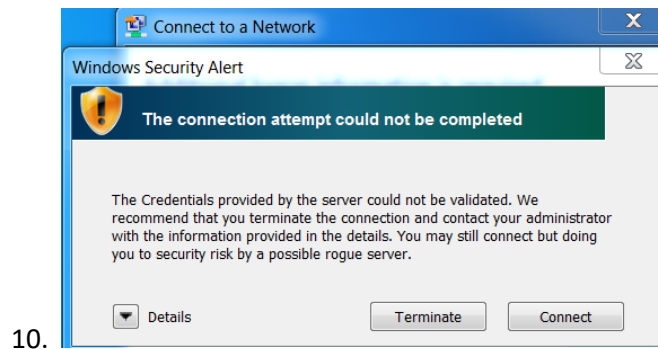 Connect to a Network
Windows Security Alert
The connection attempt could not be completed
The Credentials provided by the server could not be validated. We
recommend that you terminate the connection and contact your administrator
with the information provided in the details. You may still connect but doing
you to security risk by a possible rogue server.
Details Terminate Connect
10.